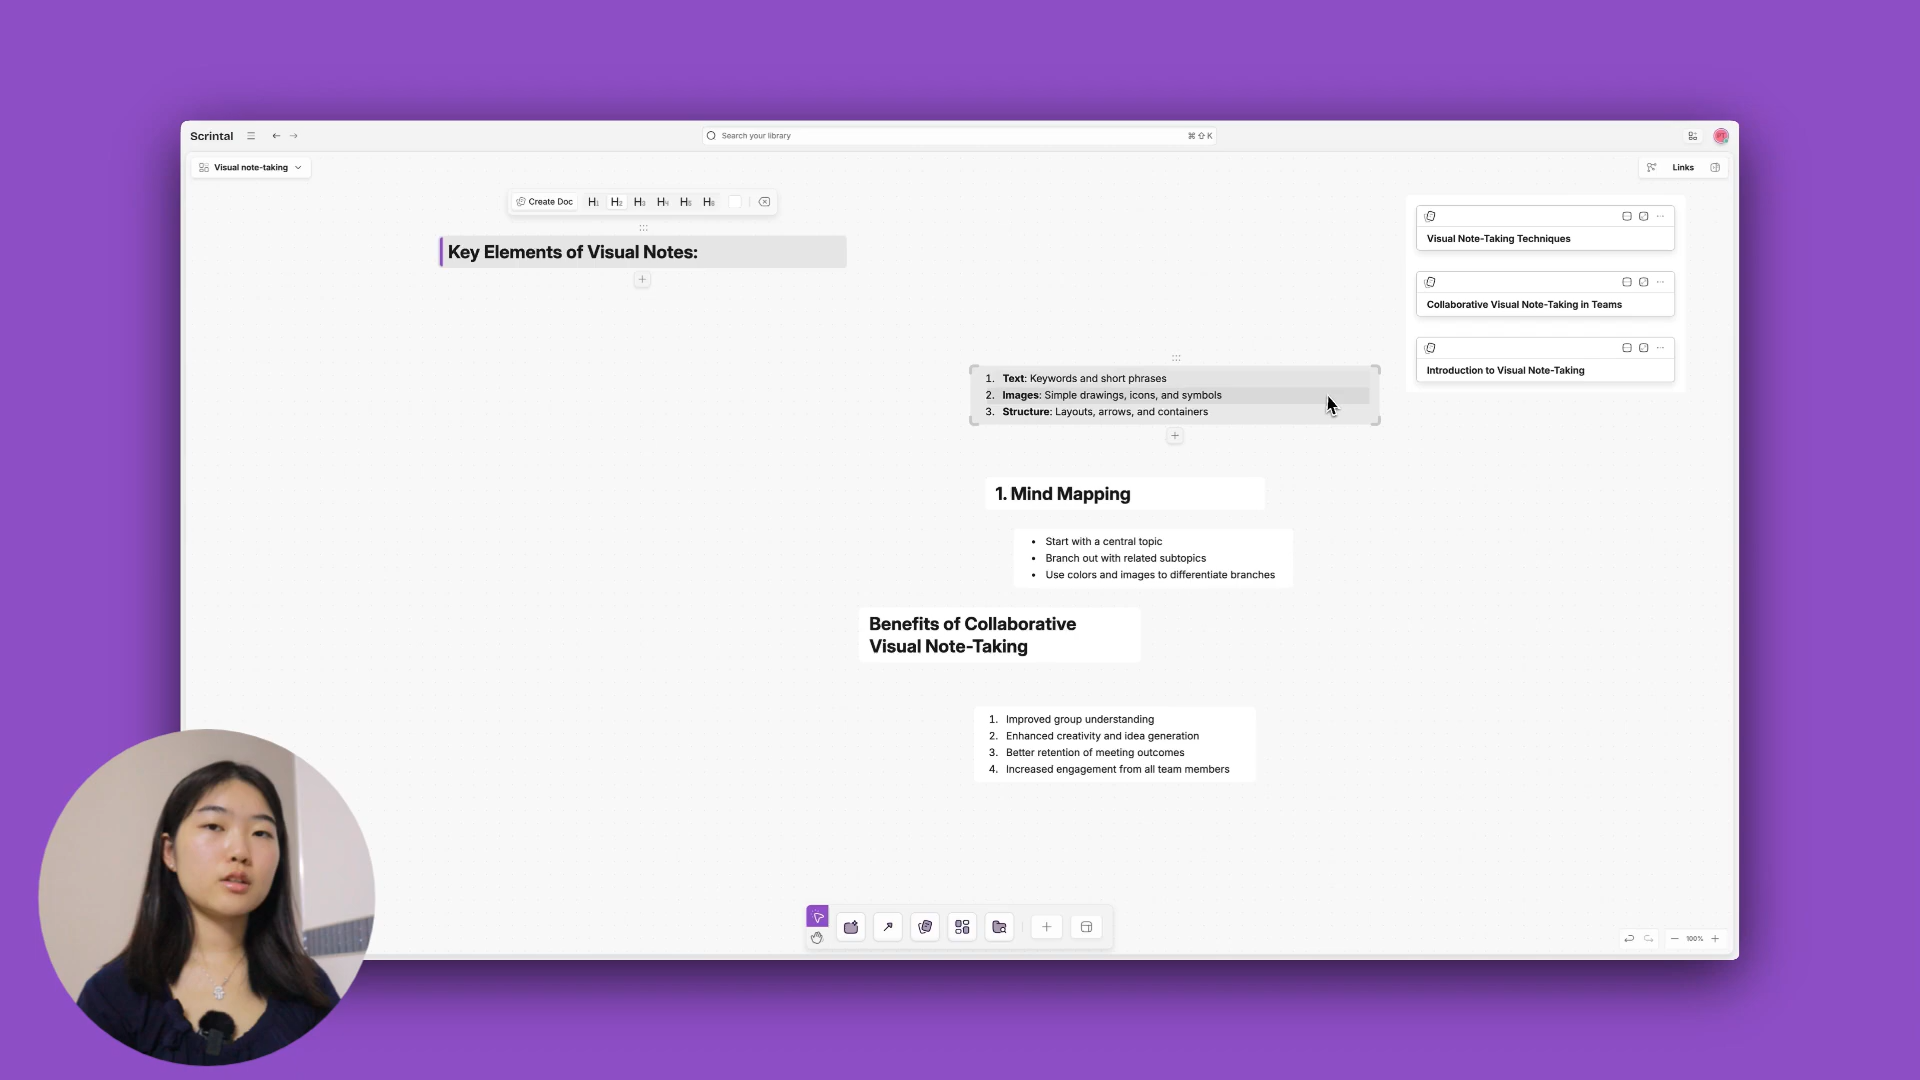 Scrintal
Search your library
⌘ ⇧ K
Visual note-taking
Links
Create Doc H1 H2 H3 H4 H5 H6
Key Elements of Visual Notes:
Visual Note-Taking Techniques
Collaborative Visual Note-Taking in Teams
Introduction to Visual Note-Taking
1. Text: Keywords and short phrases
2. Images: Simple drawings, icons, and symbols
3. Structure: Layouts, arrows, and containers
1. Mind Mapping
• Start with a central topic
• Branch out with related subtopics
• Use colors and images to differentiate branches
Benefits of Collaborative
Visual Note-Taking
1. Improved group understanding
2. Enhanced creativity and idea generation
3. Better retention of meeting outcomes
4. Increased engagement from all team members
100%